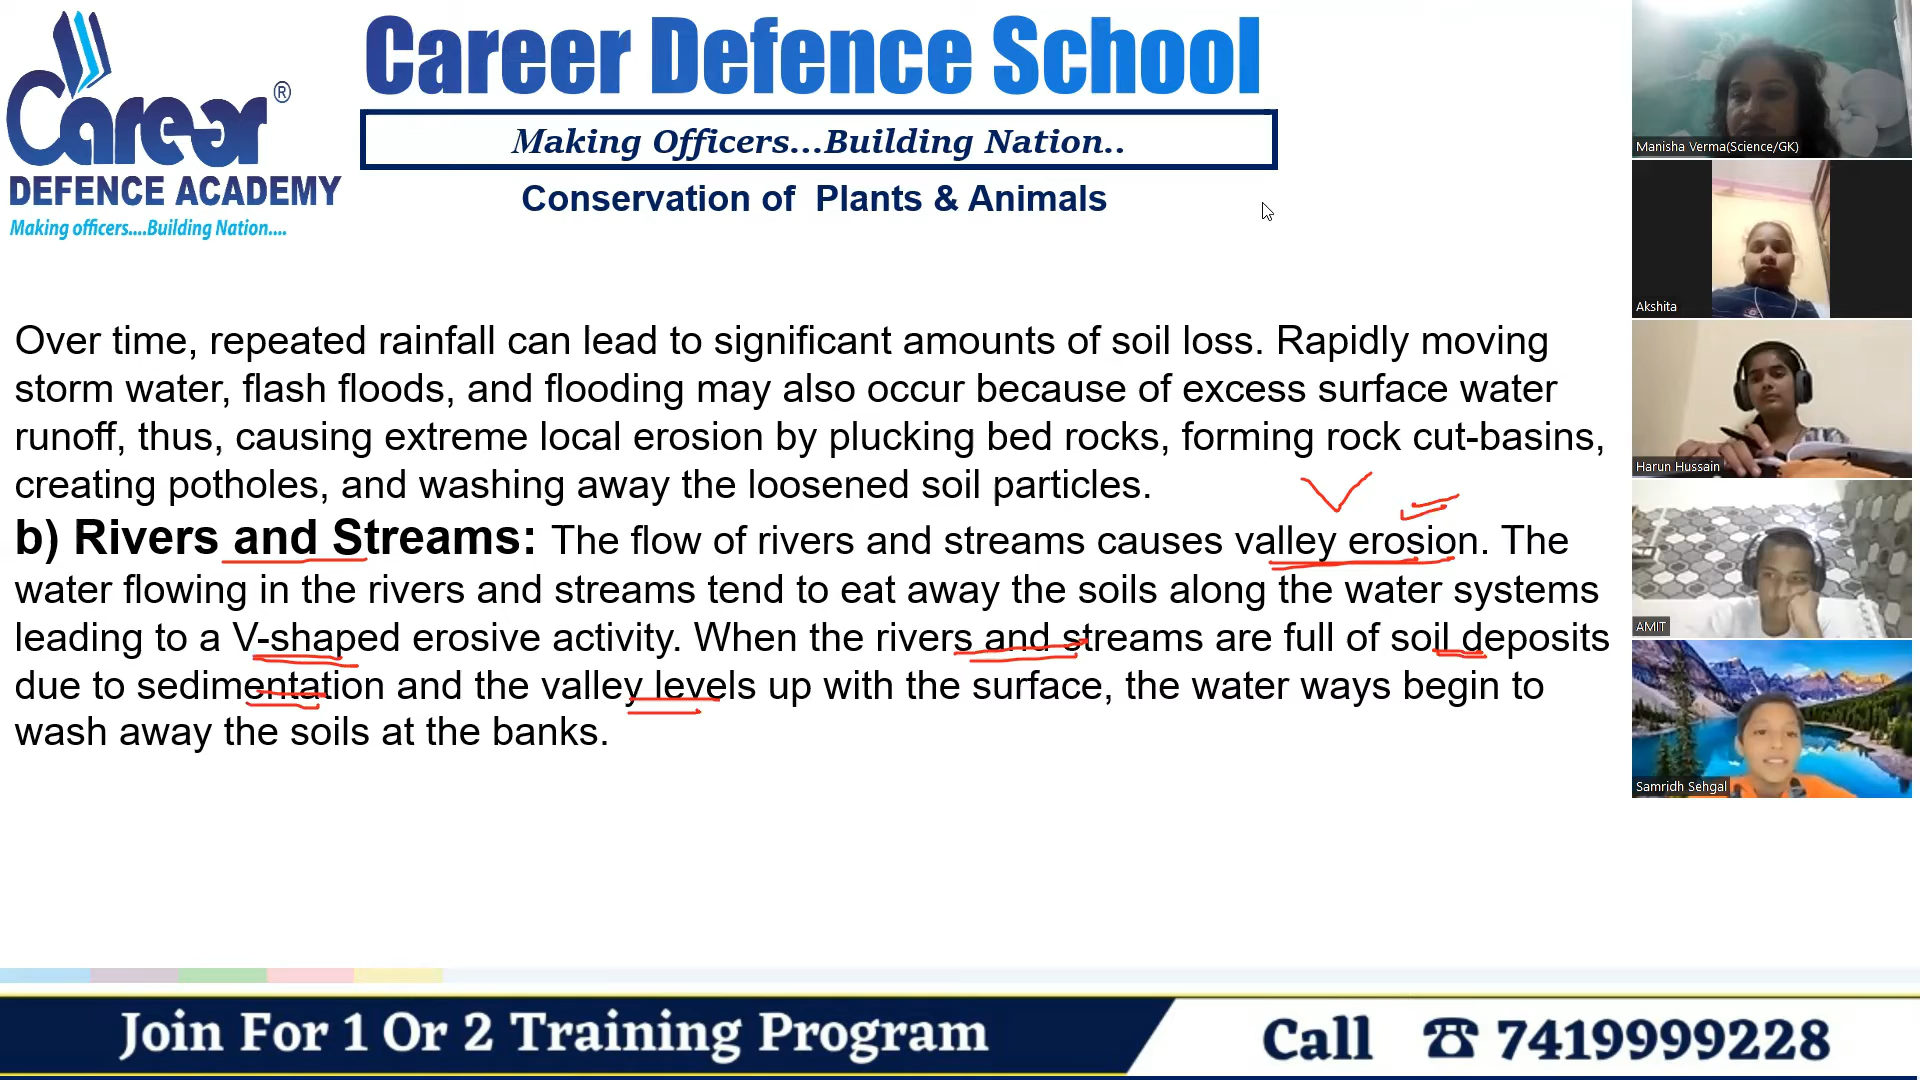 Career ®
DEFENCE ACADEMY
Making officers....Building Nation....
Career Defence School
Making Officers...Building Nation..
Conservation of Plants & Animals
Over time, repeated rainfall can lead to significant amounts of soil loss. Rapidly moving
storm water, flash floods, and flooding may also occur because of excess surface water
runoff, thus, causing extreme local erosion by plucking bed rocks, forming rock cut-basins,
creating potholes, and washing away the loosened soil particles.
b) Rivers and Streams: The flow of rivers and streams causes valley erosion. The
water flowing in the rivers and streams tend to eat away the soils along the water systems
leading to a V-shaped erosive activity. When the rivers and streams are full of soil deposits
due to sedimentation and the valley levels up with the surface, the water ways begin to
wash away the soils at the banks.
Manisha Verma(Science/GK)
Akshita
Harun Hussain
AMIT
Samridh Sehgal
Join For 1 Or 2 Training Program
Call ☎ 7419999228